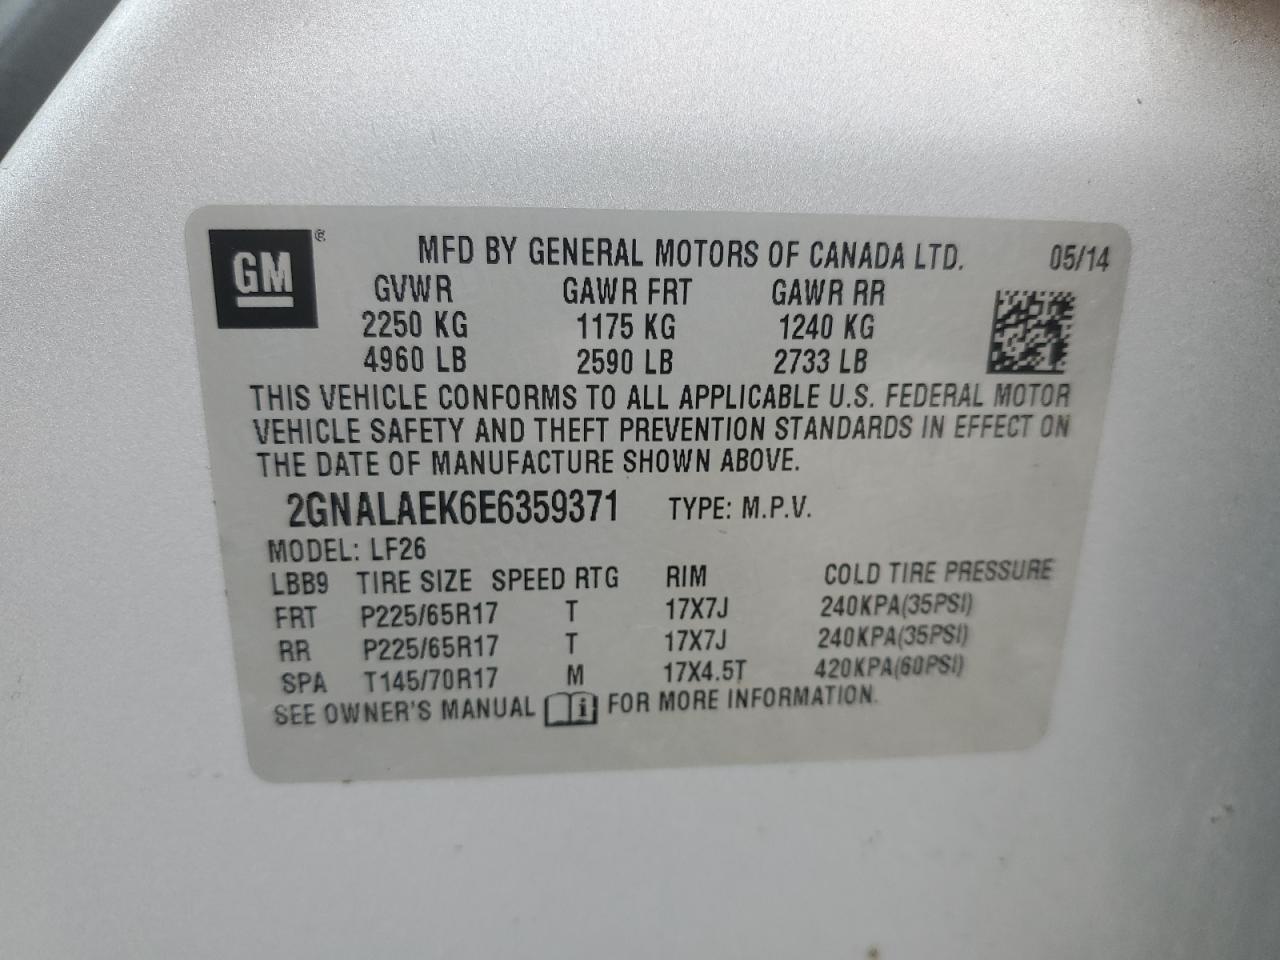 GM ®
MFD BY GENERAL MOTORS OF CANADA LTD. 05/14
GVWR GAWR FRT GAWR RR
2250 KG 1175 KG 1240 KG
4960 LB 2590 LB 2733 LB
THIS VEHICLE CONFORMS TO ALL APPLICABLE U.S. FEDERAL MOTOR
VEHICLE SAFETY AND THEFT PREVENTION STANDARDS IN EFFECT ON
THE DATE OF MANUFACTURE SHOWN ABOVE.
2GNALAEK6E6359371 TYPE: M.P.V.
MODEL: LF26
LBB9 TIRE SIZE SPEED RTG RIM COLD TIRE PRESSURE
FRT P225/65R17 T 17X7J 240KPA(35PSI)
RR P225/65R17 T 17X7J 240KPA(35PSI)
SPA T145/70R17 M 17X4.5T 420KPA(60PSI)
SEE OWNER'S MANUAL i FOR MORE INFORMATION.